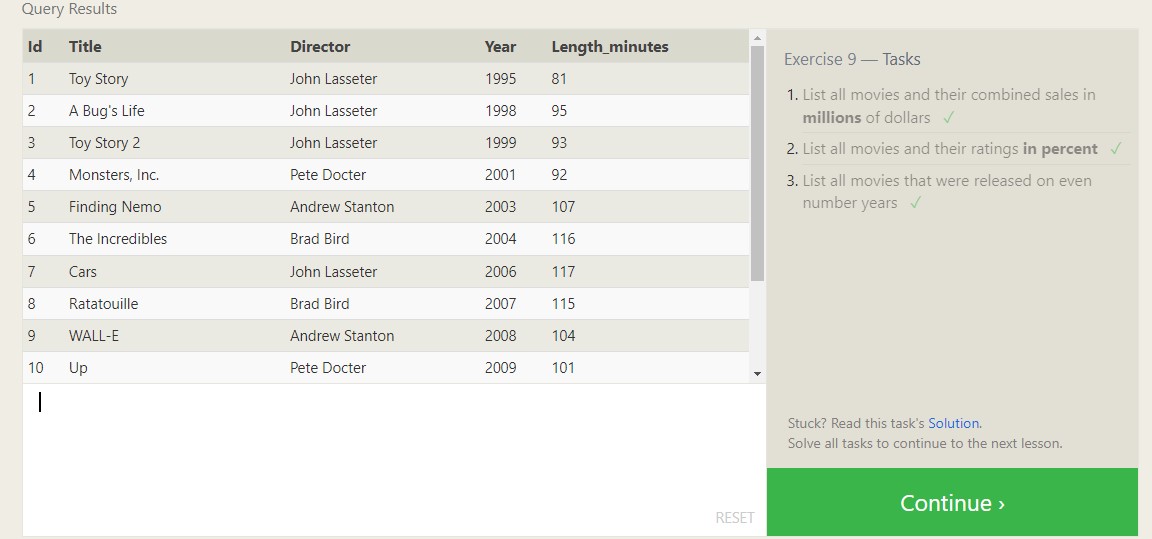 Query Results
Id Title Director Year Length_minutes
1 Toy Story John Lasseter 1995 81
2 A Bug's Life John Lasseter 1998 95
3 Toy Story 2 John Lasseter 1999 93
4 Monsters, Inc. Pete Docter 2001 92
5 Finding Nemo Andrew Stanton 2003 107
6 The Incredibles Brad Bird 2004 116
7 Cars John Lasseter 2006 117
8 Ratatouille Brad Bird 2007 115
9 WALL-E Andrew Stanton 2008 104
10 Up Pete Docter 2009 101
RESET
Exercise 9 — Tasks
1. List all movies and their combined sales in
millions of dollars ✓
2. List all movies and their ratings in percent ✓
3. List all movies that were released on even
number years ✓
Stuck? Read this task's Solution.
Solve all tasks to continue to the next lesson.
Continue ›